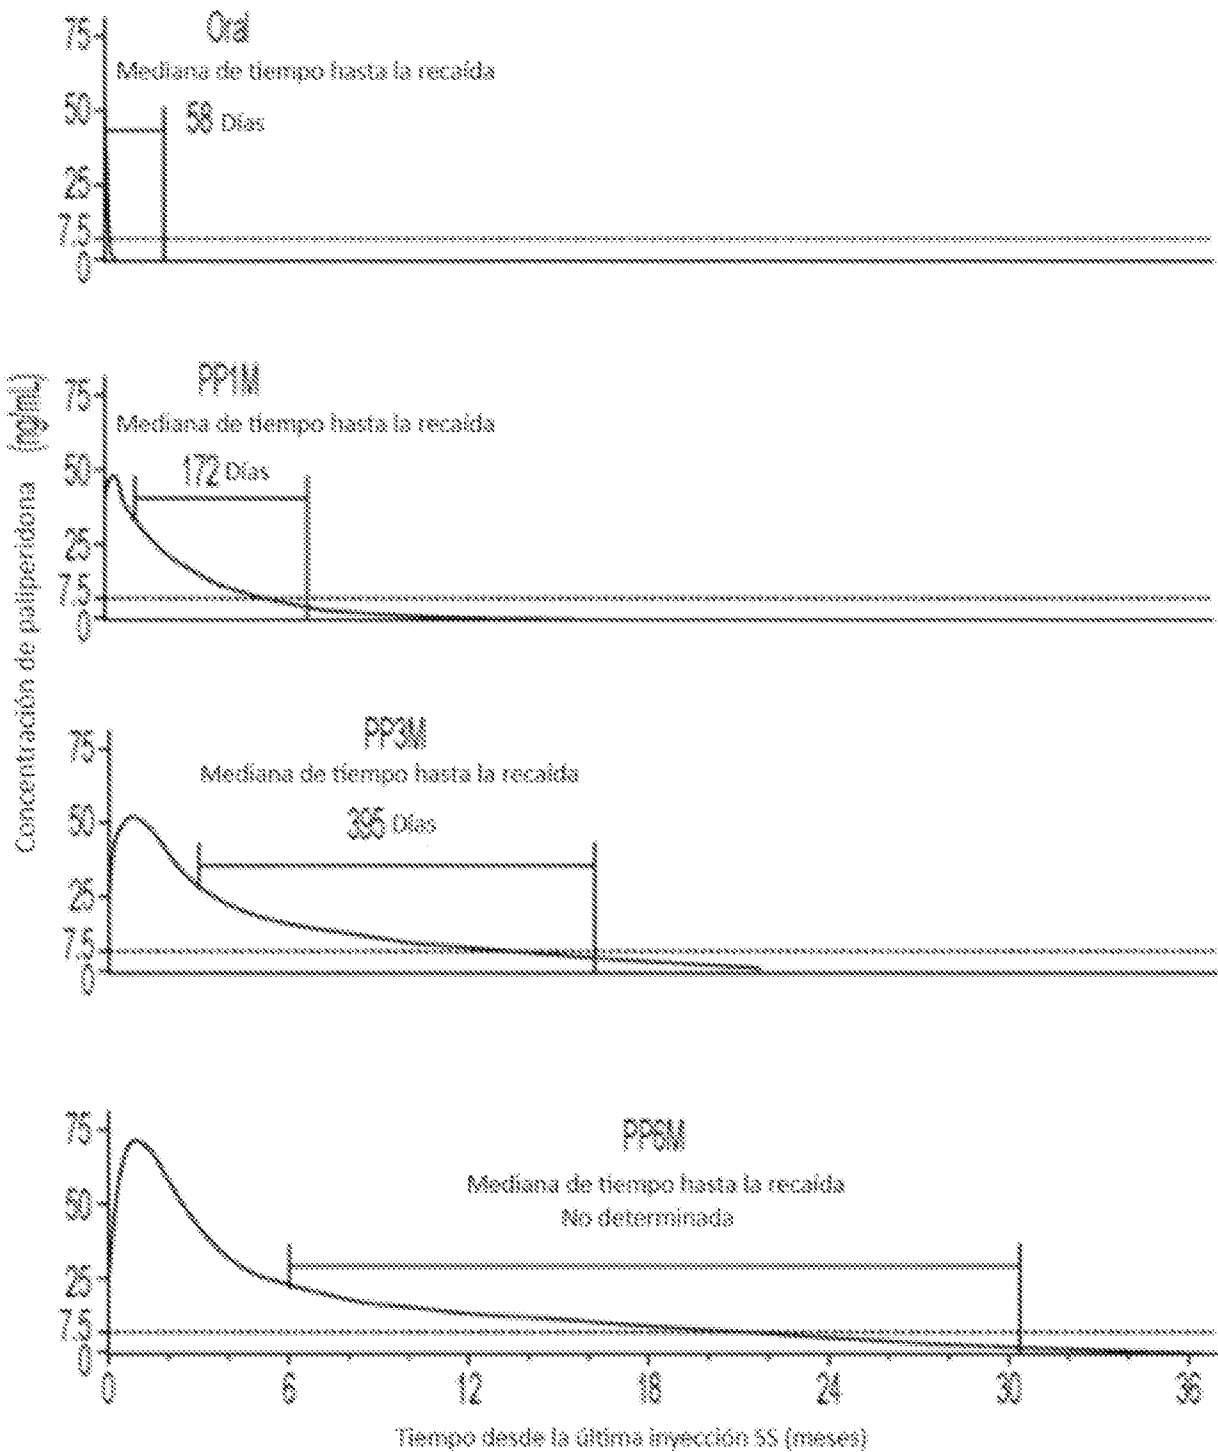 Oral
Mediana de tiempo hasta la recaída
58 Días
75
50
25
7.5
0
Concentración de paliperidona (ng/mL)
PP1M
Mediana de tiempo hasta la recaída
172 Días
75
50
25
7.5
0
PP3M
Mediana de tiempo hasta la recaída
395 Días
75
50
25
7.5
0
PP6M
Mediana de tiempo hasta la recaída
No determinada
75
50
25
7.5
0
0 6 12 18 24 30 36
Tiempo desde la última inyección SS (meses)